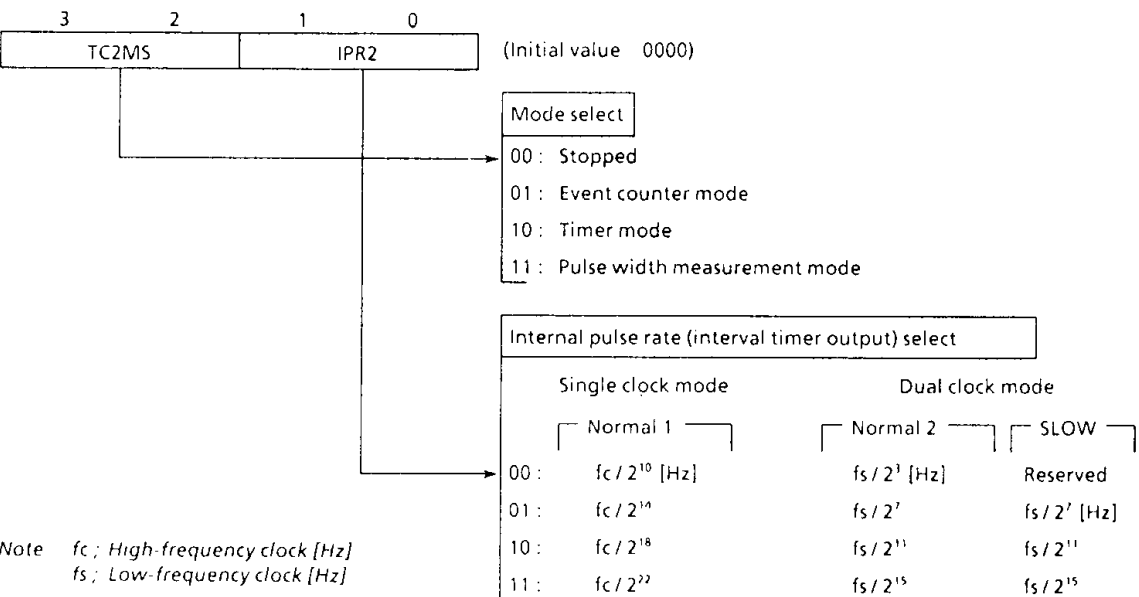 3 2 1 0
TC2MS IPR2 (Initial value 0000)
Mode select
00 : Stopped
01 : Event counter mode
10 : Timer mode
11 : Pulse width measurement mode
Internal pulse rate (interval timer output) select
Single clock mode Dual clock mode
Normal 1 Normal 2 SLOW
00 : fc / 2¹⁰ [Hz] fs / 2³ [Hz] Reserved
01 : fc / 2¹⁴ fs / 2⁷ fs / 2⁷ [Hz]
10 : fc / 2¹⁸ fs / 2¹¹ fs / 2¹¹
11 : fc / 2²² fs / 2¹⁵ fs / 2¹⁵
Note fc ; High-frequency clock [Hz]
fs ; Low-frequency clock [Hz]